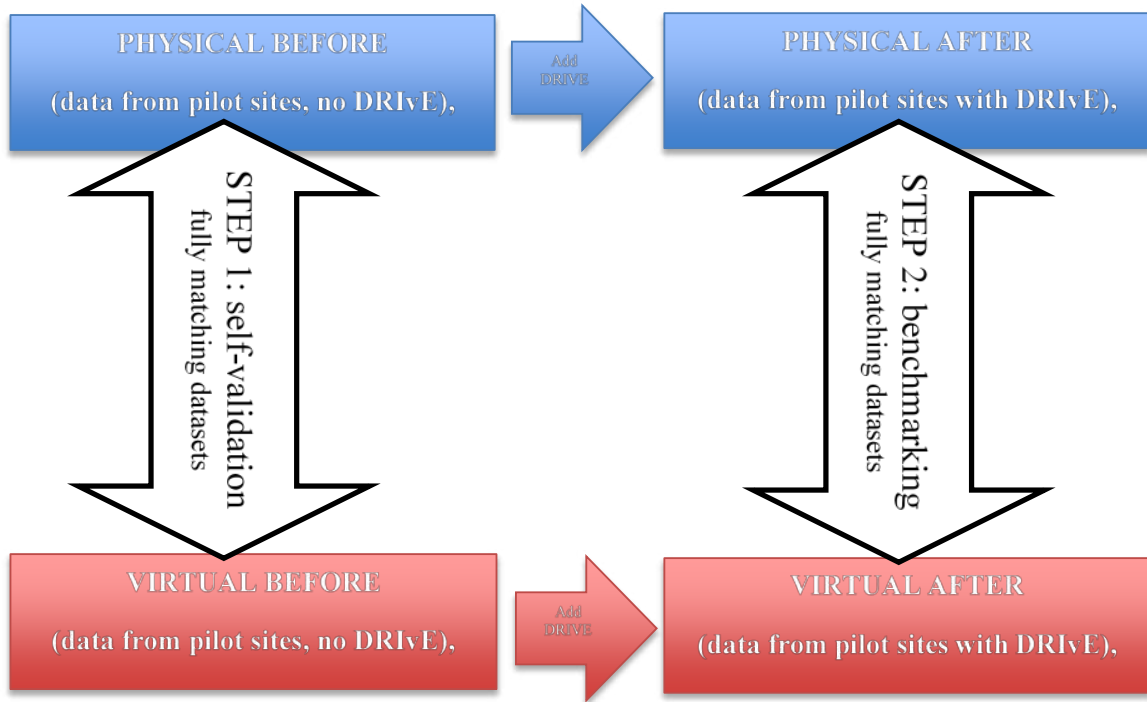 PHYSICAL BEFORE
(data from pilot sites, no DRIvE),
Add
DRIVE
PHYSICAL AFTER
(data from pilot sites with DRIvE),
STEP 1: self-validation
fully matching datasets
STEP 2: benchmarking
fully matching datasets
VIRTUAL BEFORE
(data from pilot sites, no DRIvE),
Add
DRIVE
VIRTUAL AFTER
(data from pilot sites with DRIvE),